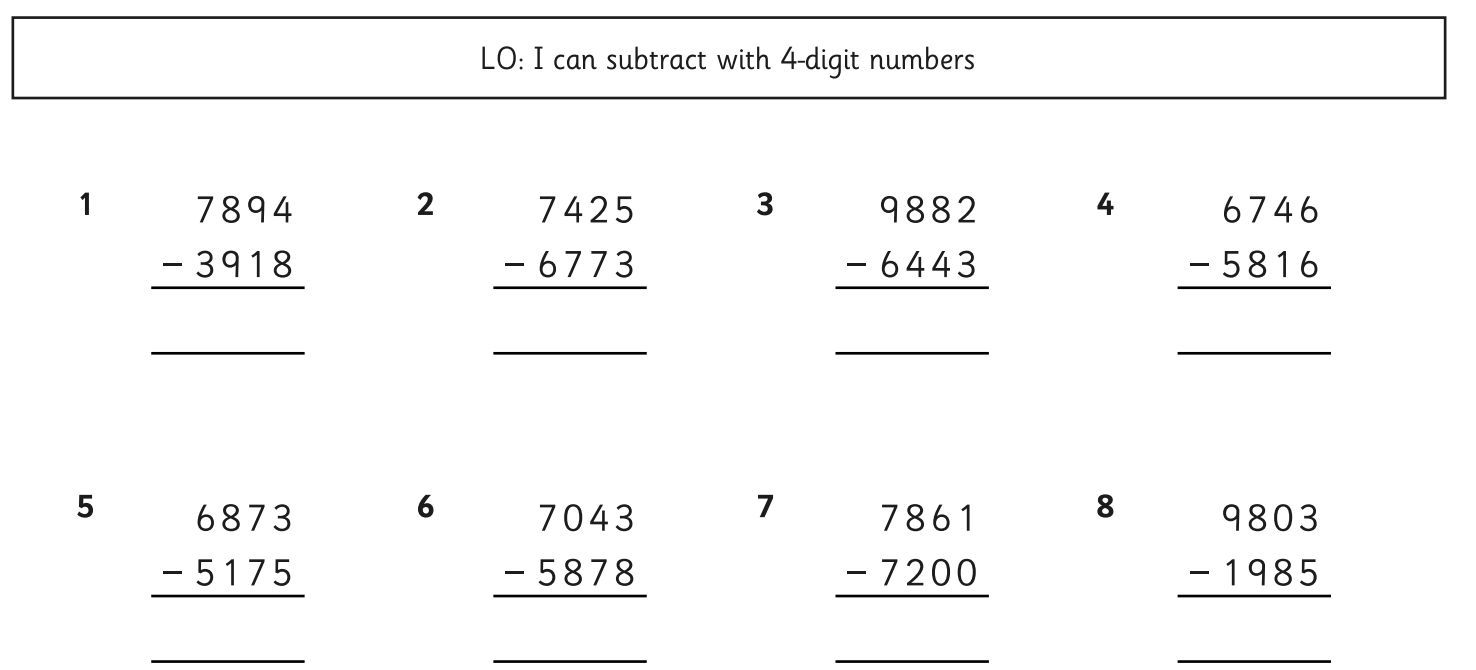 LO: I can subtract with 4-digit numbers
1 2 3 4
7894 7425 9882 6746
– 3918 – 6773 – 6443 – 5816
5 6 7 8
6873 7043 7861 9803
– 5175 – 5878 – 7200 – 1985